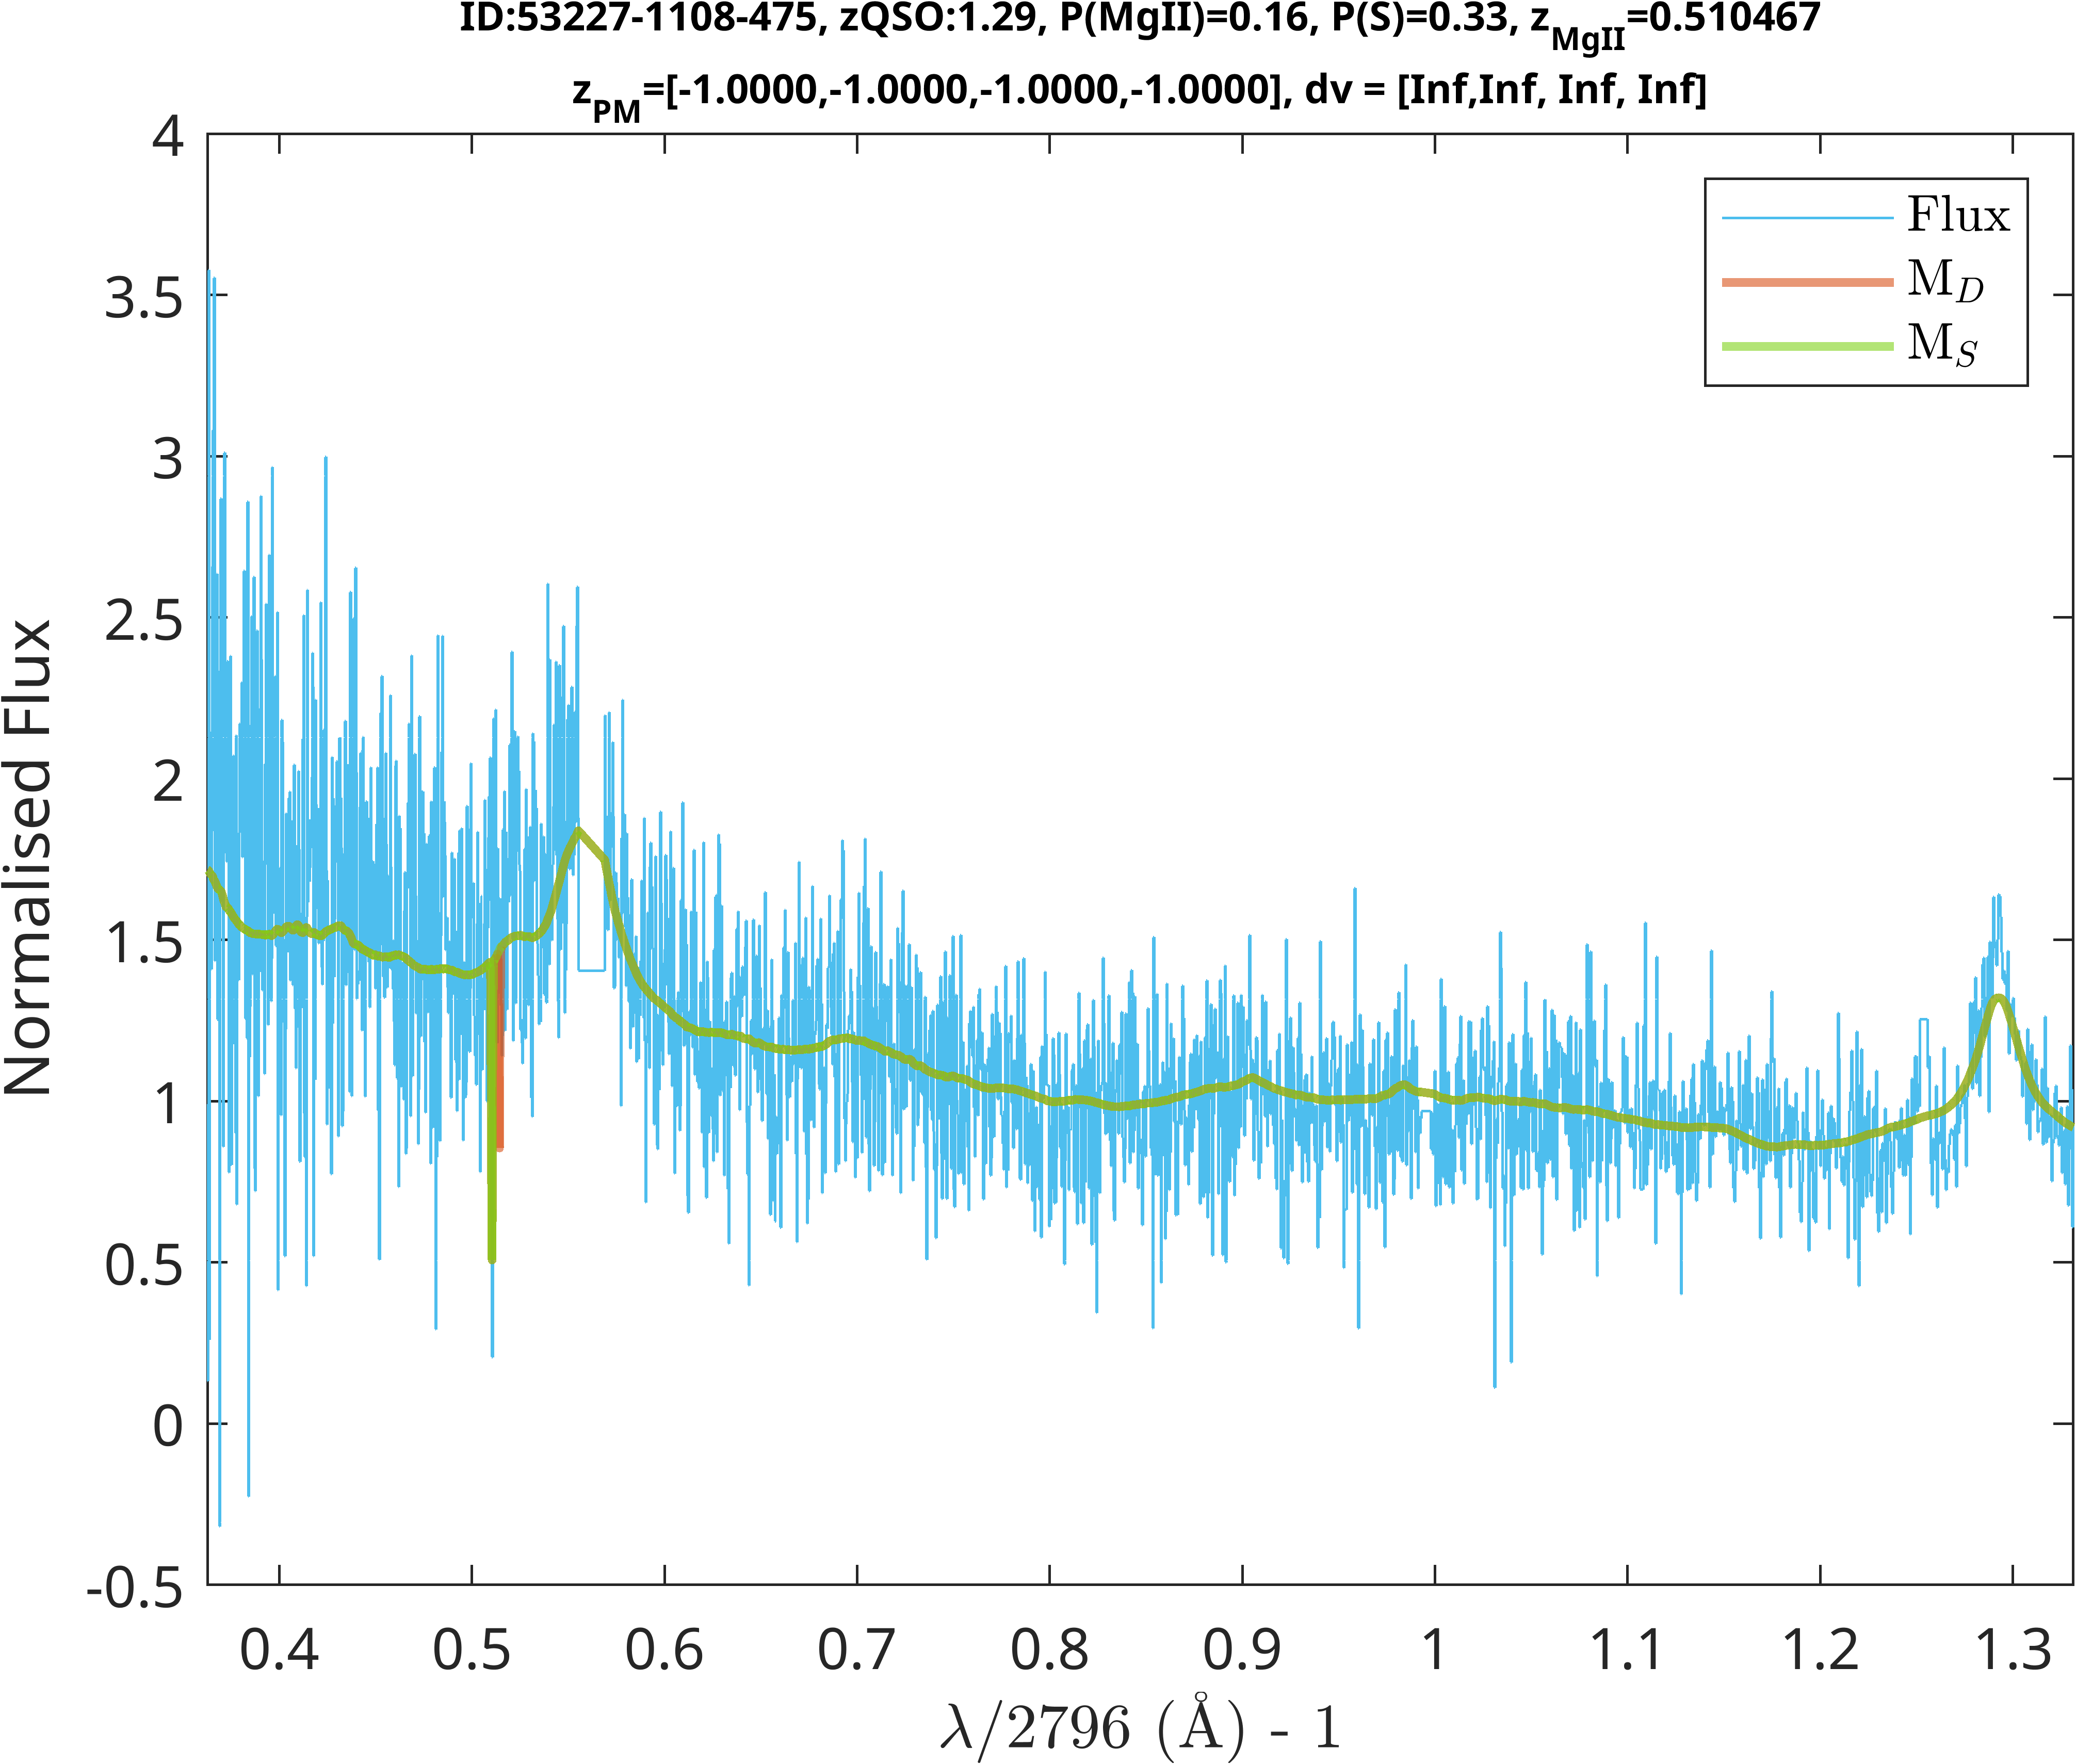 ID:53227-1108-475, zQSO:1.29, P(MgII)=0.16, P(S)=0.33, zMgII=0.510467
zPM=[-1.0000,-1.0000,-1.0000,-1.0000], dv = [Inf,Inf, Inf, Inf]
4
3.5
3
2.5
2
1.5
1
0.5
0
-0.5
Normalised Flux
Flux
MD
MS
0.4 0.5 0.6 0.7 0.8 0.9 1 1.1 1.2 1.3
λ/2796 (Å) - 1